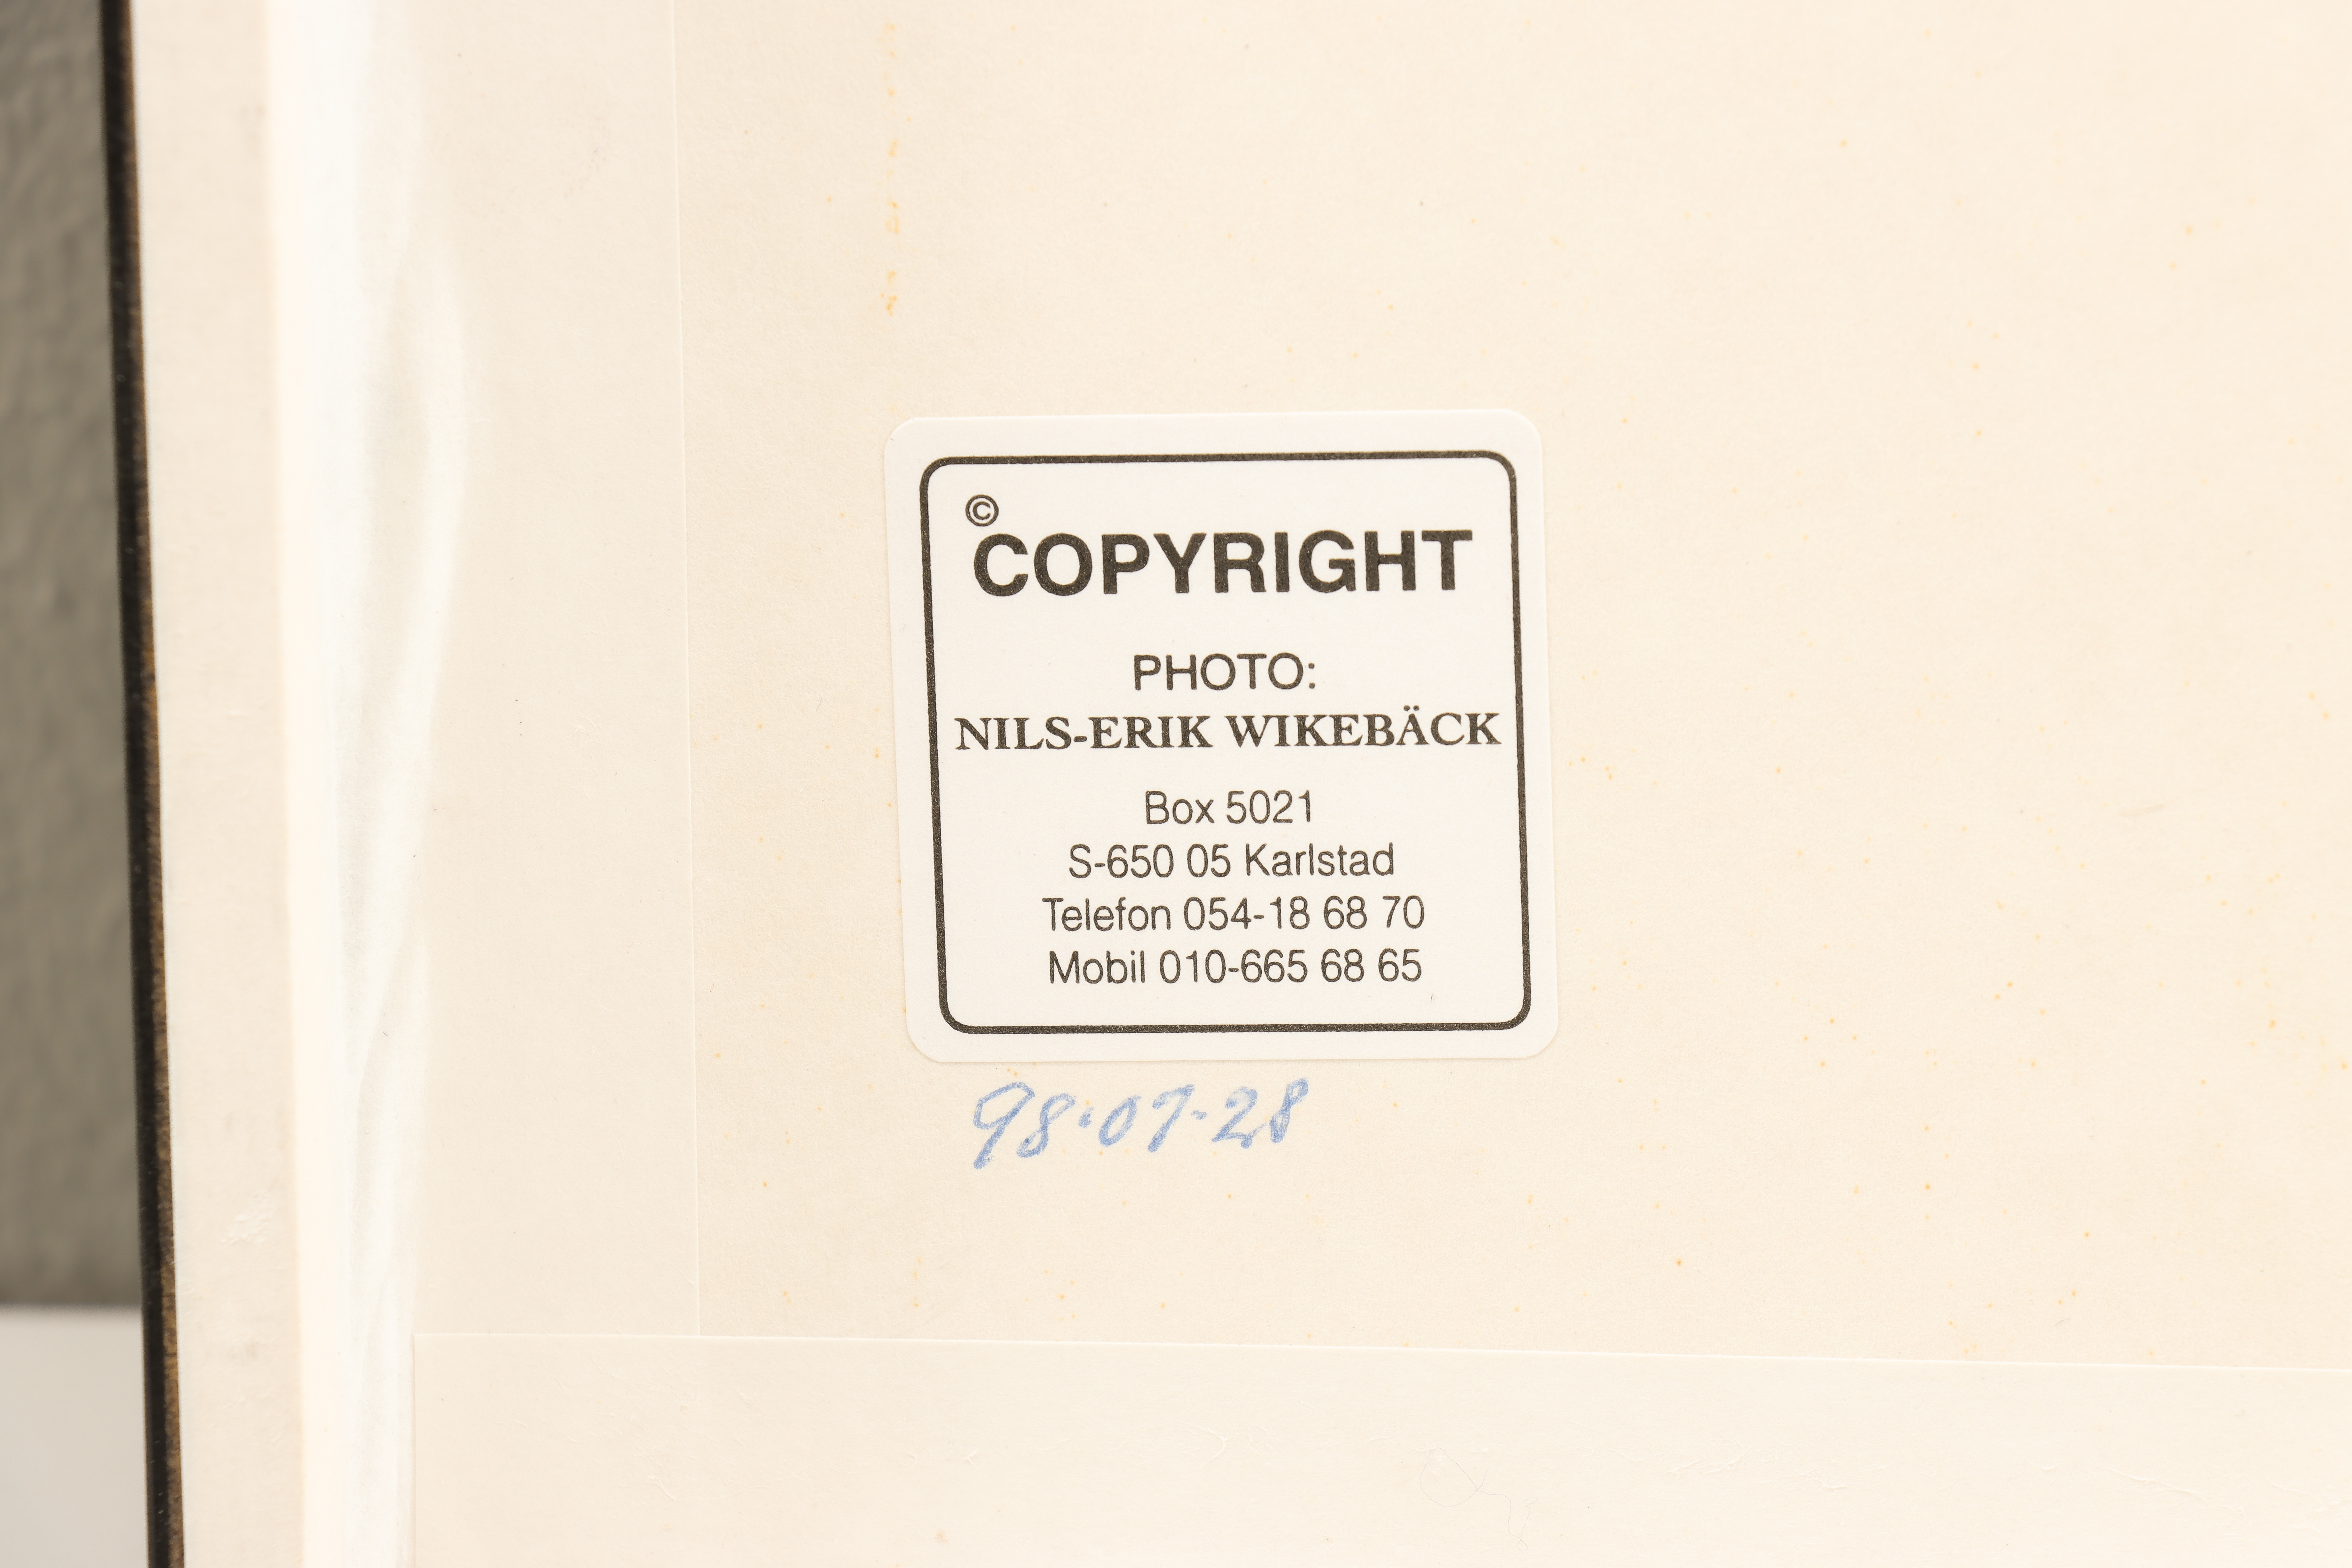 ©
COPYRIGHT
PHOTO:
NILS-ERIK WIKEBÄCK
Box 5021
S-650 05 Karlstad
Telefon 054-18 68 70
Mobil 010-665 68 65
98·07·28